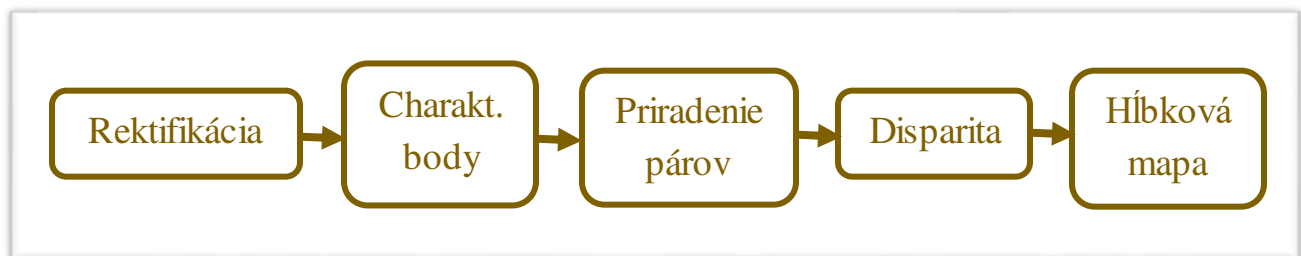 Rektifikácia
Charakt.
body
Priradenie
párov
Disparita
Hĺbková
mapa